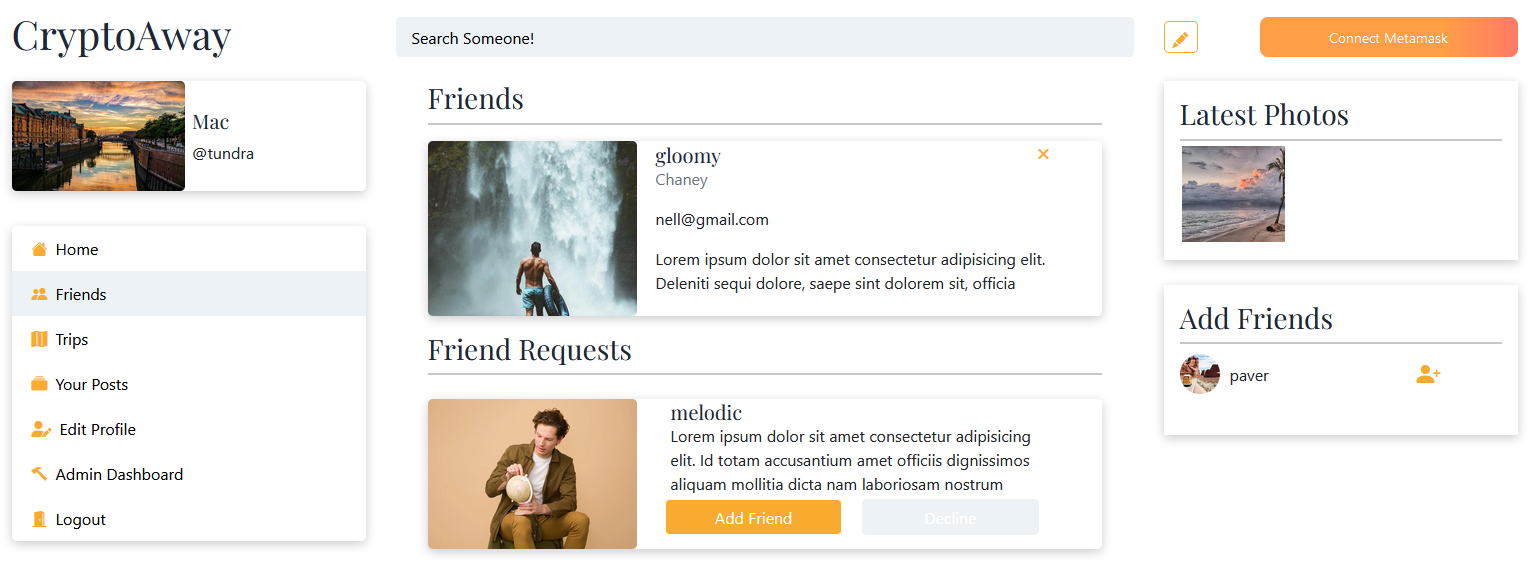 CryptoAway
Search Someone!
Connect Metamask
Mac
@tundra
Home
Friends
Trips
Your Posts
Edit Profile
Admin Dashboard
Logout
Friends
gloomy
Chaney
nell@gmail.com
Lorem ipsum dolor sit amet consectetur adipisicing elit.
Deleniti sequi dolore, saepe sint dolorem sit, officia
Friend Requests
melodic
Lorem ipsum dolor sit amet consectetur adipisicing
elit. Id totam accusantium amet officiis dignissimos
aliquam mollitia dicta nam laboriosam nostrum
Add Friend
Decline
Latest Photos
Add Friends
paver